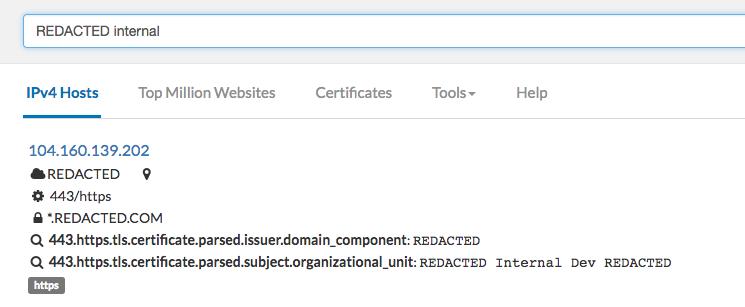 REDACTED internal
IPv4 Hosts Top Million Websites Certificates Tools Help
104.160.139.202
REDACTED
443/https
*.REDACTED.COM
443.https.tls.certificate.parsed.issuer.domain_component: REDACTED
443.https.tls.certificate.parsed.subject.organizational_unit: REDACTED Internal Dev REDACTED
https